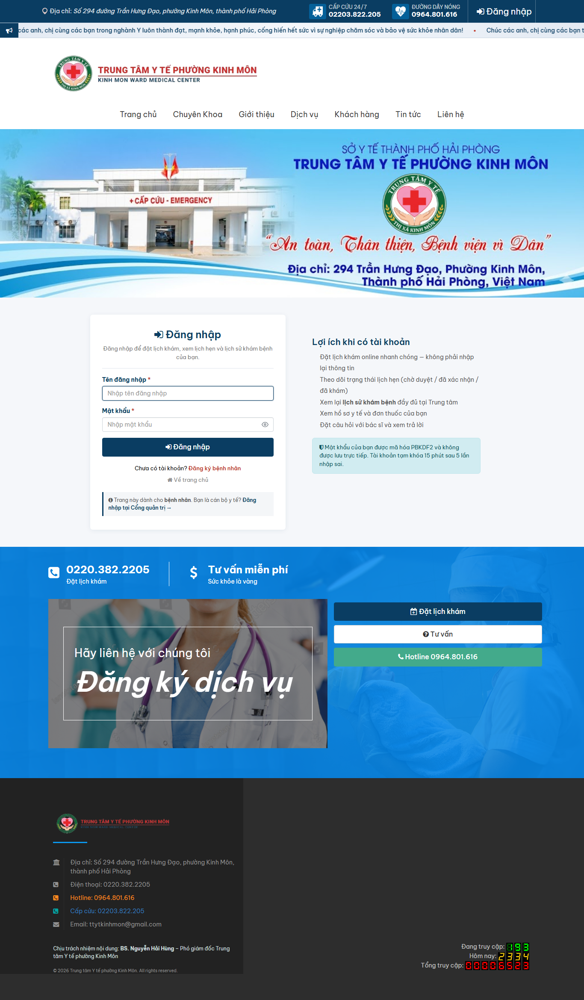 Địa chỉ: Số 294 đường Trần Hưng Đạo, phường Kinh Môn, thành phố Hải Phòng
CẤP CỨU 24/7
02203.822.205
ĐƯỜNG DÂY NÓNG
0964.801.616
Đăng nhập
các anh, chị cùng các bạn trong nghành Y luôn thành đạt, mạnh khỏe, hạnh phúc, cống hiến hết sức vì sự nghiệp chăm sóc và bảo vệ sức khỏe nhân dân! • Chúc các anh, chị cùng các bạn t
TRUNG TÂM Y TẾ
THỊ XÃ KINH MÔN
TRUNG TÂM Y TẾ PHƯỜNG KINH MÔN
KINH MON WARD MEDICAL CENTER
Trang chủ
Chuyên Khoa
Giới thiệu
Dịch vụ
Khách hàng
Tin tức
Liên hệ
SỞ Y TẾ THÀNH PHỐ HẢI PHÒNG
TRUNG TÂM Y TẾ PHƯỜNG KINH MÔN
TRUNG TÂM Y TẾ
THỊ XÃ KINH MÔN
+CẤP CỨU - EMERGENCY
“An toàn, Thân thiện, Bệnh viện vì Dân”
Địa chỉ: 294 Trần Hưng Đạo, Phường Kinh Môn,
Thành phố Hải Phòng, Việt Nam
Đăng nhập
Đăng nhập để đặt lịch khám, xem lịch hẹn và lịch sử khám bệnh
của bạn.
Tên đăng nhập *
Nhập tên đăng nhập
Mật khẩu *
Nhập mật khẩu
Đăng nhập
Chưa có tài khoản? Đăng ký bệnh nhân
Về trang chủ
Trang này dành cho bệnh nhân. Bạn là cán bộ y tế? Đăng
nhập tại Cổng quản trị →
Lợi ích khi có tài khoản
Đặt lịch khám online nhanh chóng — không phải nhập
lại thông tin
Theo dõi trạng thái lịch hẹn (chờ duyệt / đã xác nhận /
đã khám)
Xem lại lịch sử khám bệnh đầy đủ tại Trung tâm
Xem hồ sơ y tế và đơn thuốc của bạn
Đặt câu hỏi với bác sĩ và xem trả lời
Mật khẩu của bạn được mã hóa PBKDF2 và không
được lưu trực tiếp. Tài khoản tạm khóa 15 phút sau 5 lần
nhập sai.
0220.382.2205
Đặt lịch khám
Tư vấn miễn phí
Sức khỏe là vàng
Hãy liên hệ với chúng tôi
Đăng ký dịch vụ
Đặt lịch khám
Tư vấn
Hotline 0964.801.616
TRUNG TÂM Y TẾ PHƯỜNG KINH MÔN
KINH MON WARD MEDICAL CENTER
Địa chỉ: Số 294 đường Trần Hưng Đạo, phường Kinh Môn,
thành phố Hải Phòng
Điện thoại: 0220.382.2205
Hotline: 0964.801.616
Cấp cứu: 02203.822.205
Email: ttytkinhmon@gmail.com
Chịu trách nhiệm nội dung: BS. Nguyễn Hải Hùng – Phó giám đốc Trung
tâm Y tế phường Kinh Môn
© 2026 Trung tâm Y tế phường Kinh Môn. All rights reserved.
Đang truy cập: 193
Hôm nay: 2334
Tổng truy cập: 00006523